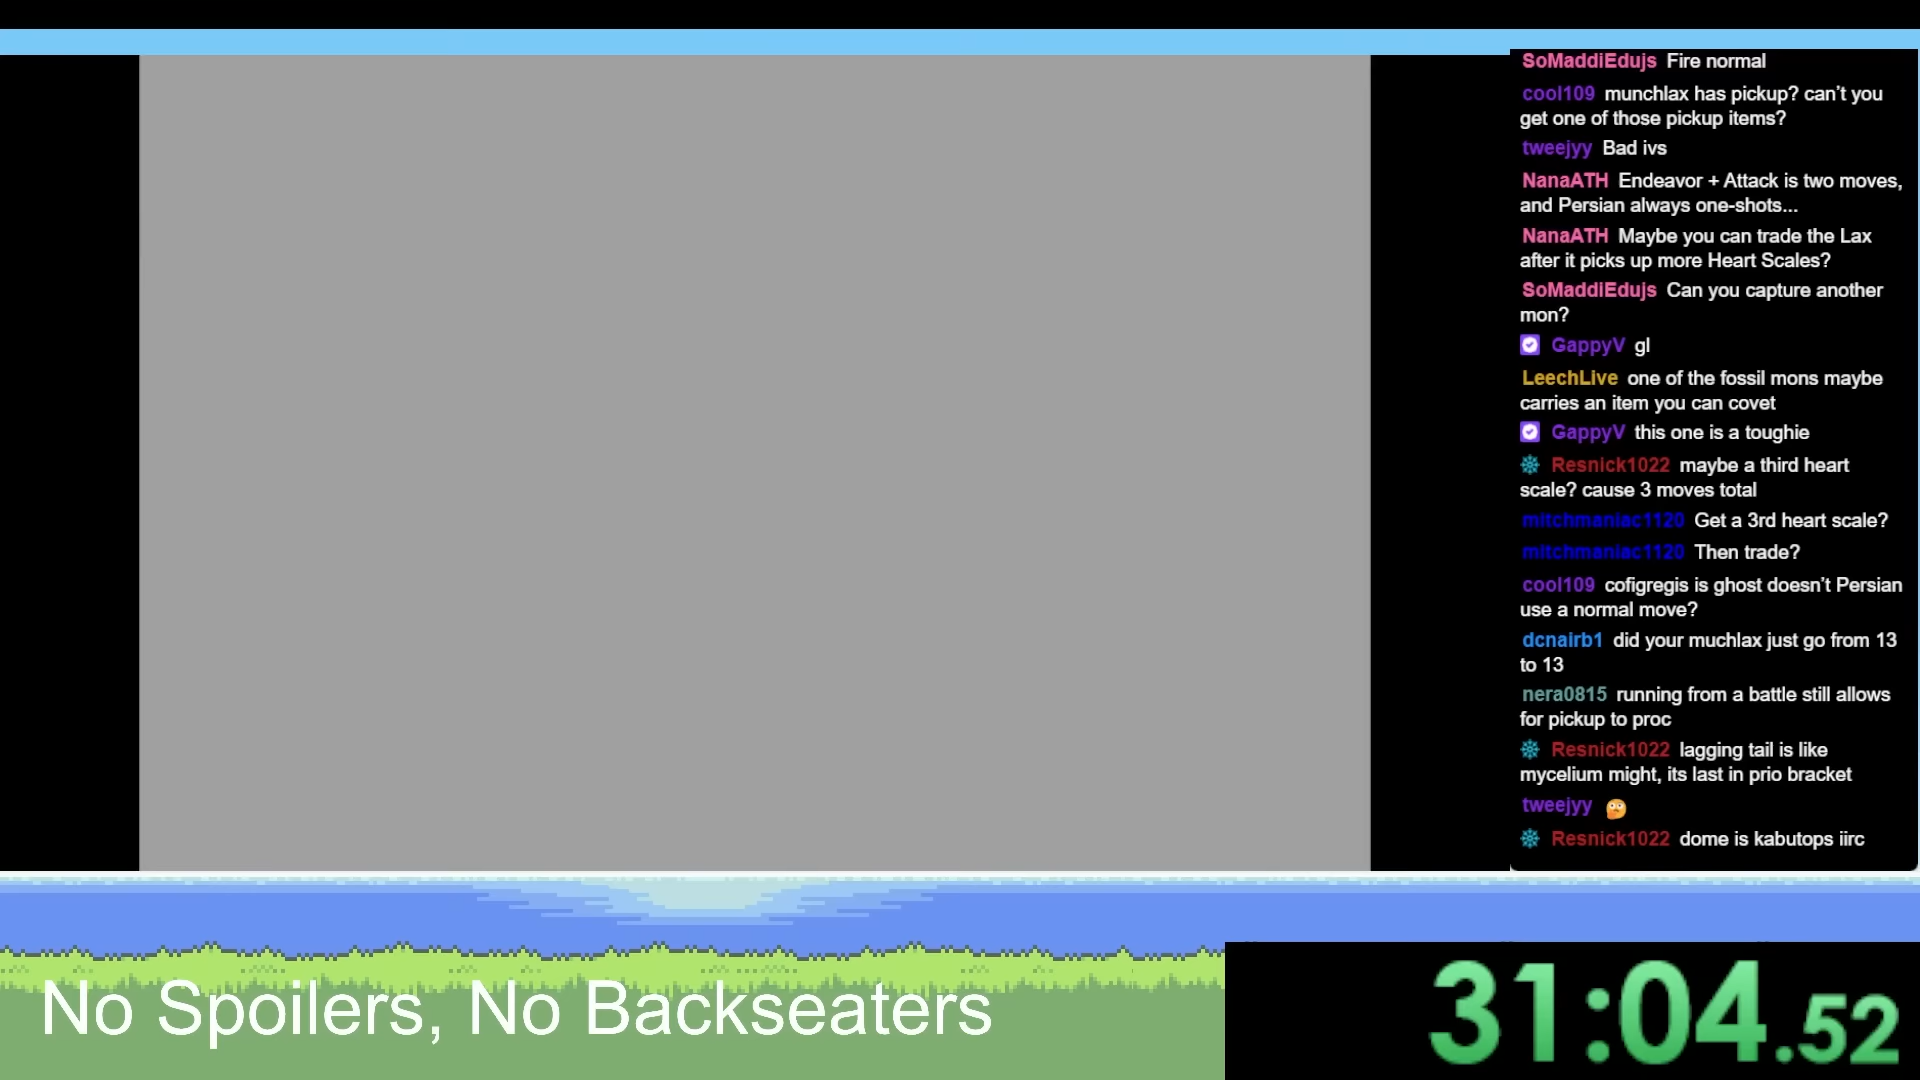 SoMaddiEdujs Fire normal
cool109 munchlax has pickup? can't you
get one of those pickup items?
tweejyy Bad ivs
NanaATH Endeavor + Attack is two moves,
and Persian always one-shots...
NanaATH Maybe you can trade the Lax
after it picks up more Heart Scales?
SoMaddiEdujs Can you capture another
mon?
GappyV gl
LeechLive one of the fossil mons maybe
carries an item you can covet
GappyV this one is a toughie
Resnick1022 maybe a third heart
scale? cause 3 moves total
mitchmaniac1120 Get a 3rd heart scale?
mitchmaniac1120 Then trade?
cool109 cofigregis is ghost doesn't Persian
use a normal move?
dcnairb1 did your muchlax just go from 13
to 13
nera0815 running from a battle still allows
for pickup to proc
Resnick1022 lagging tail is like
mycelium might, its last in prio bracket
tweejyy
Resnick1022 dome is kabutops iirc
No Spoilers, No Backseaters
31:04.52